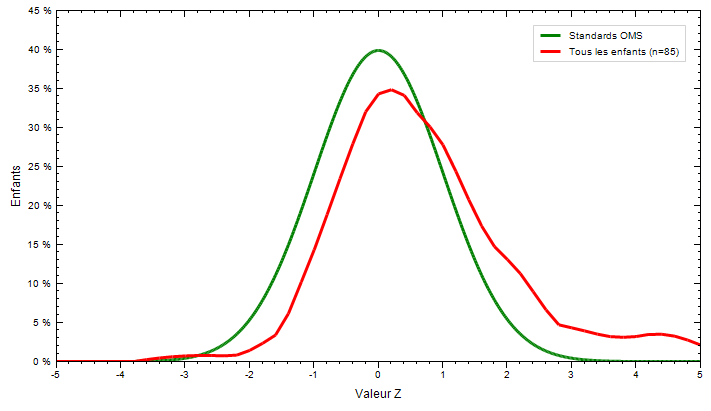 45 %
40 %
35 %
30 %
25 %
20 %
15 %
10 %
5 %
0 %
Enfants
Standards OMS
Tous les enfants (n=85)
-5 -4 -3 -2 -1 0 1 2 3 4 5
Valeur Z